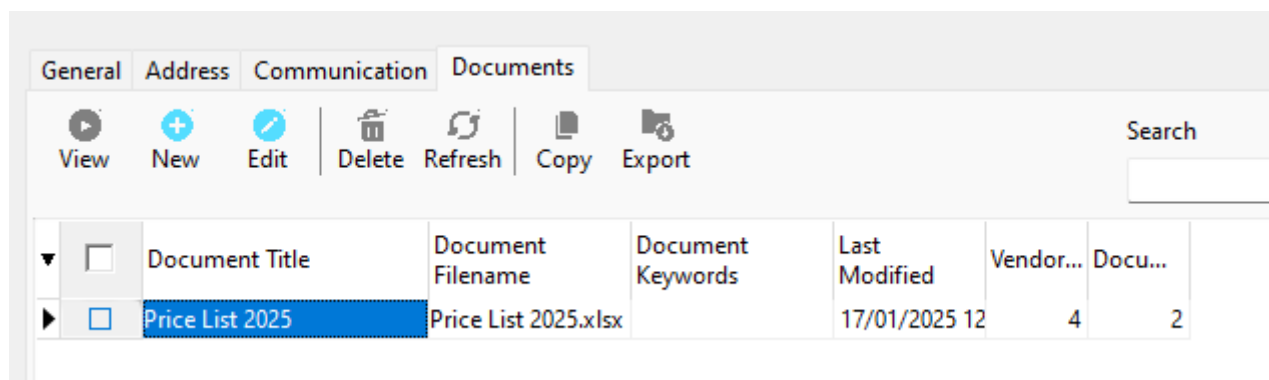 General Address Communication Documents
View New Edit Delete Refresh Copy Export
Search
Document Title Document Filename Document Keywords Last Modified Vendor... Docu...
Price List 2025 Price List 2025.xlsx 17/01/2025 12 4 2